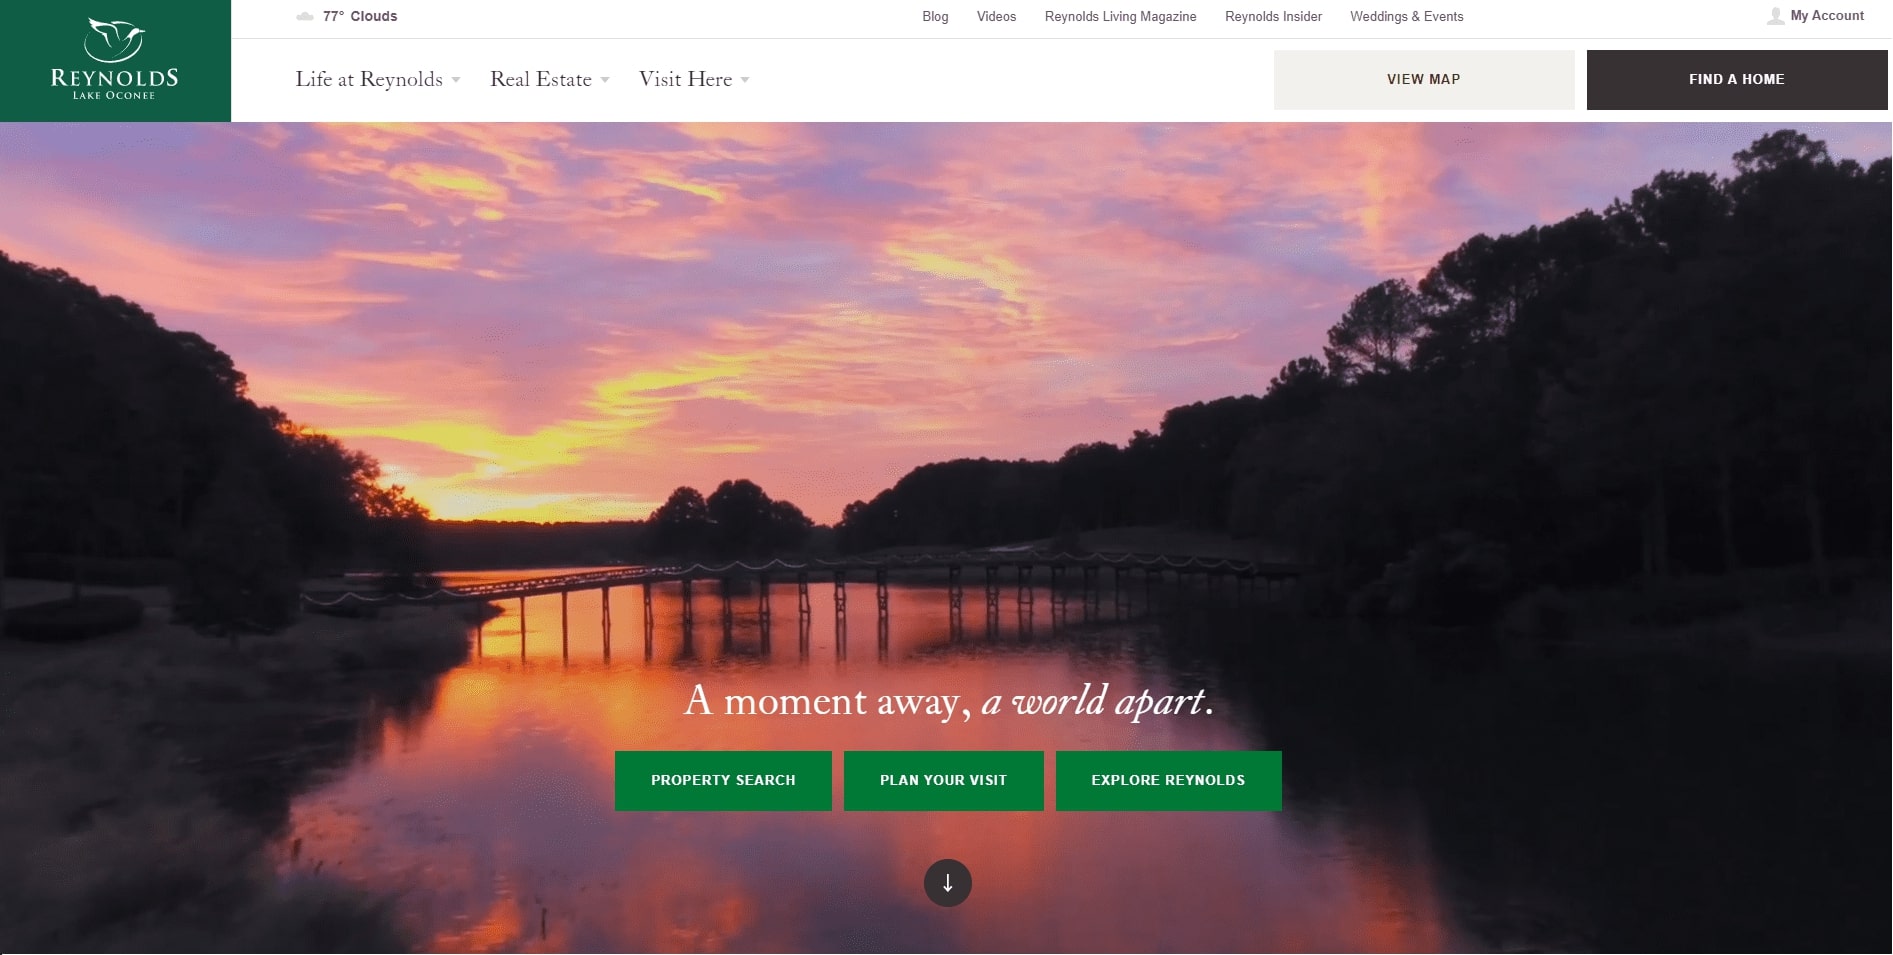 REYNOLDS
LAKE OCONEE
77° Clouds
Blog
Videos
Reynolds Living Magazine
Reynolds Insider
Weddings & Events
My Account
Life at Reynolds
Real Estate
Visit Here
VIEW MAP
FIND A HOME
A moment away, a world apart.
PROPERTY SEARCH
PLAN YOUR VISIT
EXPLORE REYNOLDS